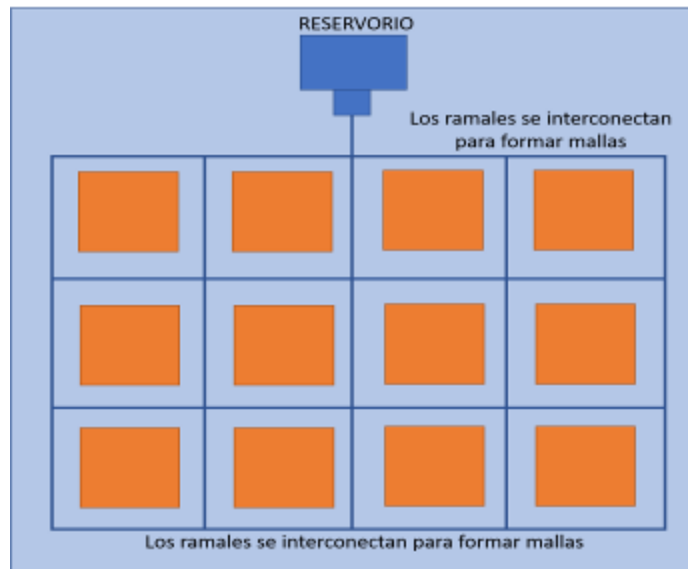 RESERVORIO
Los ramales se interconectan
para formar mallas
Los ramales se interconectan para formar mallas